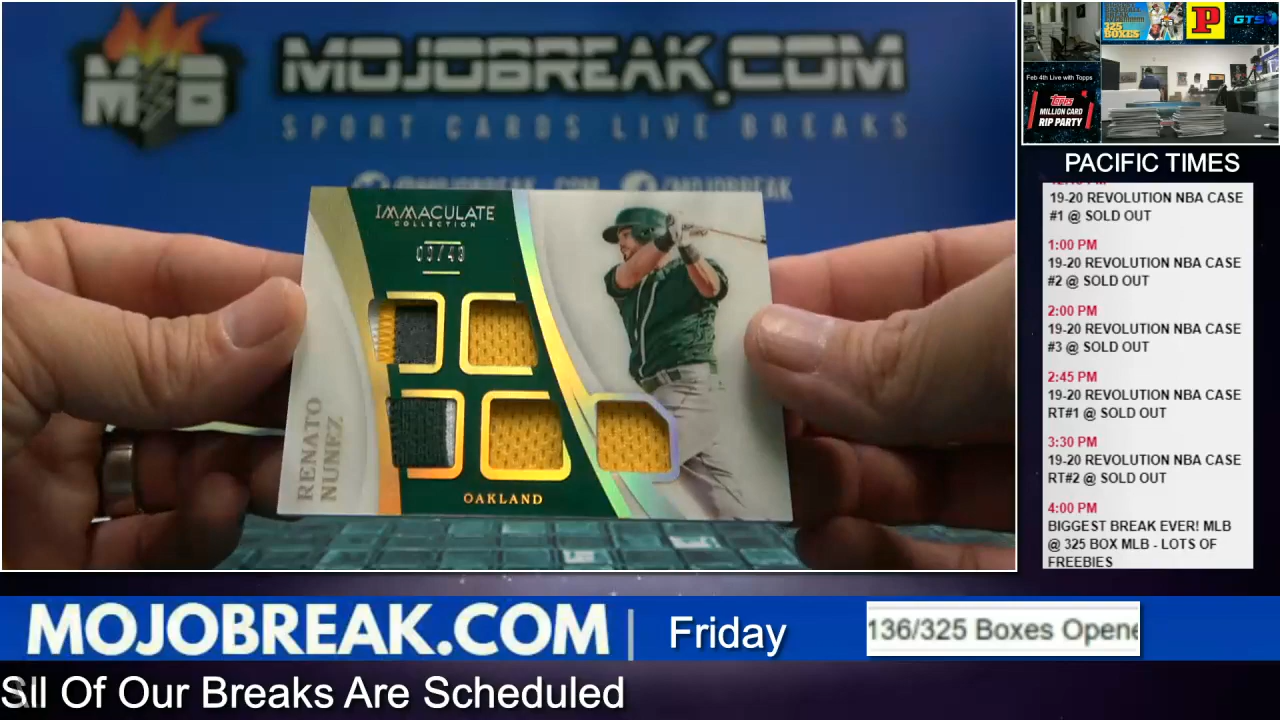 MOJOBREAK.COM
SPORT CARDS LIVE BREAKS
IMMACULATE
COLLECTION
RENATO
NUNEZ
OAKLAND
325
BOXES
P
GTS
Feb 4th Live with Topps
Topps
MILLION CARD
RIP PARTY
PACIFIC TIMES
19-20 REVOLUTION NBA CASE
#1 @ SOLD OUT
1:00 PM
19-20 REVOLUTION NBA CASE
#2 @ SOLD OUT
2:00 PM
19-20 REVOLUTION NBA CASE
#3 @ SOLD OUT
2:45 PM
19-20 REVOLUTION NBA CASE
RT#1 @ SOLD OUT
3:30 PM
19-20 REVOLUTION NBA CASE
RT#2 @ SOLD OUT
4:00 PM
BIGGEST BREAK EVER! MLB
@ 325 BOX MLB - LOTS OF
FREEBIES
MOJOBREAK.COM
Friday
136/325 Boxes Opene
Of Our Breaks Are Scheduled